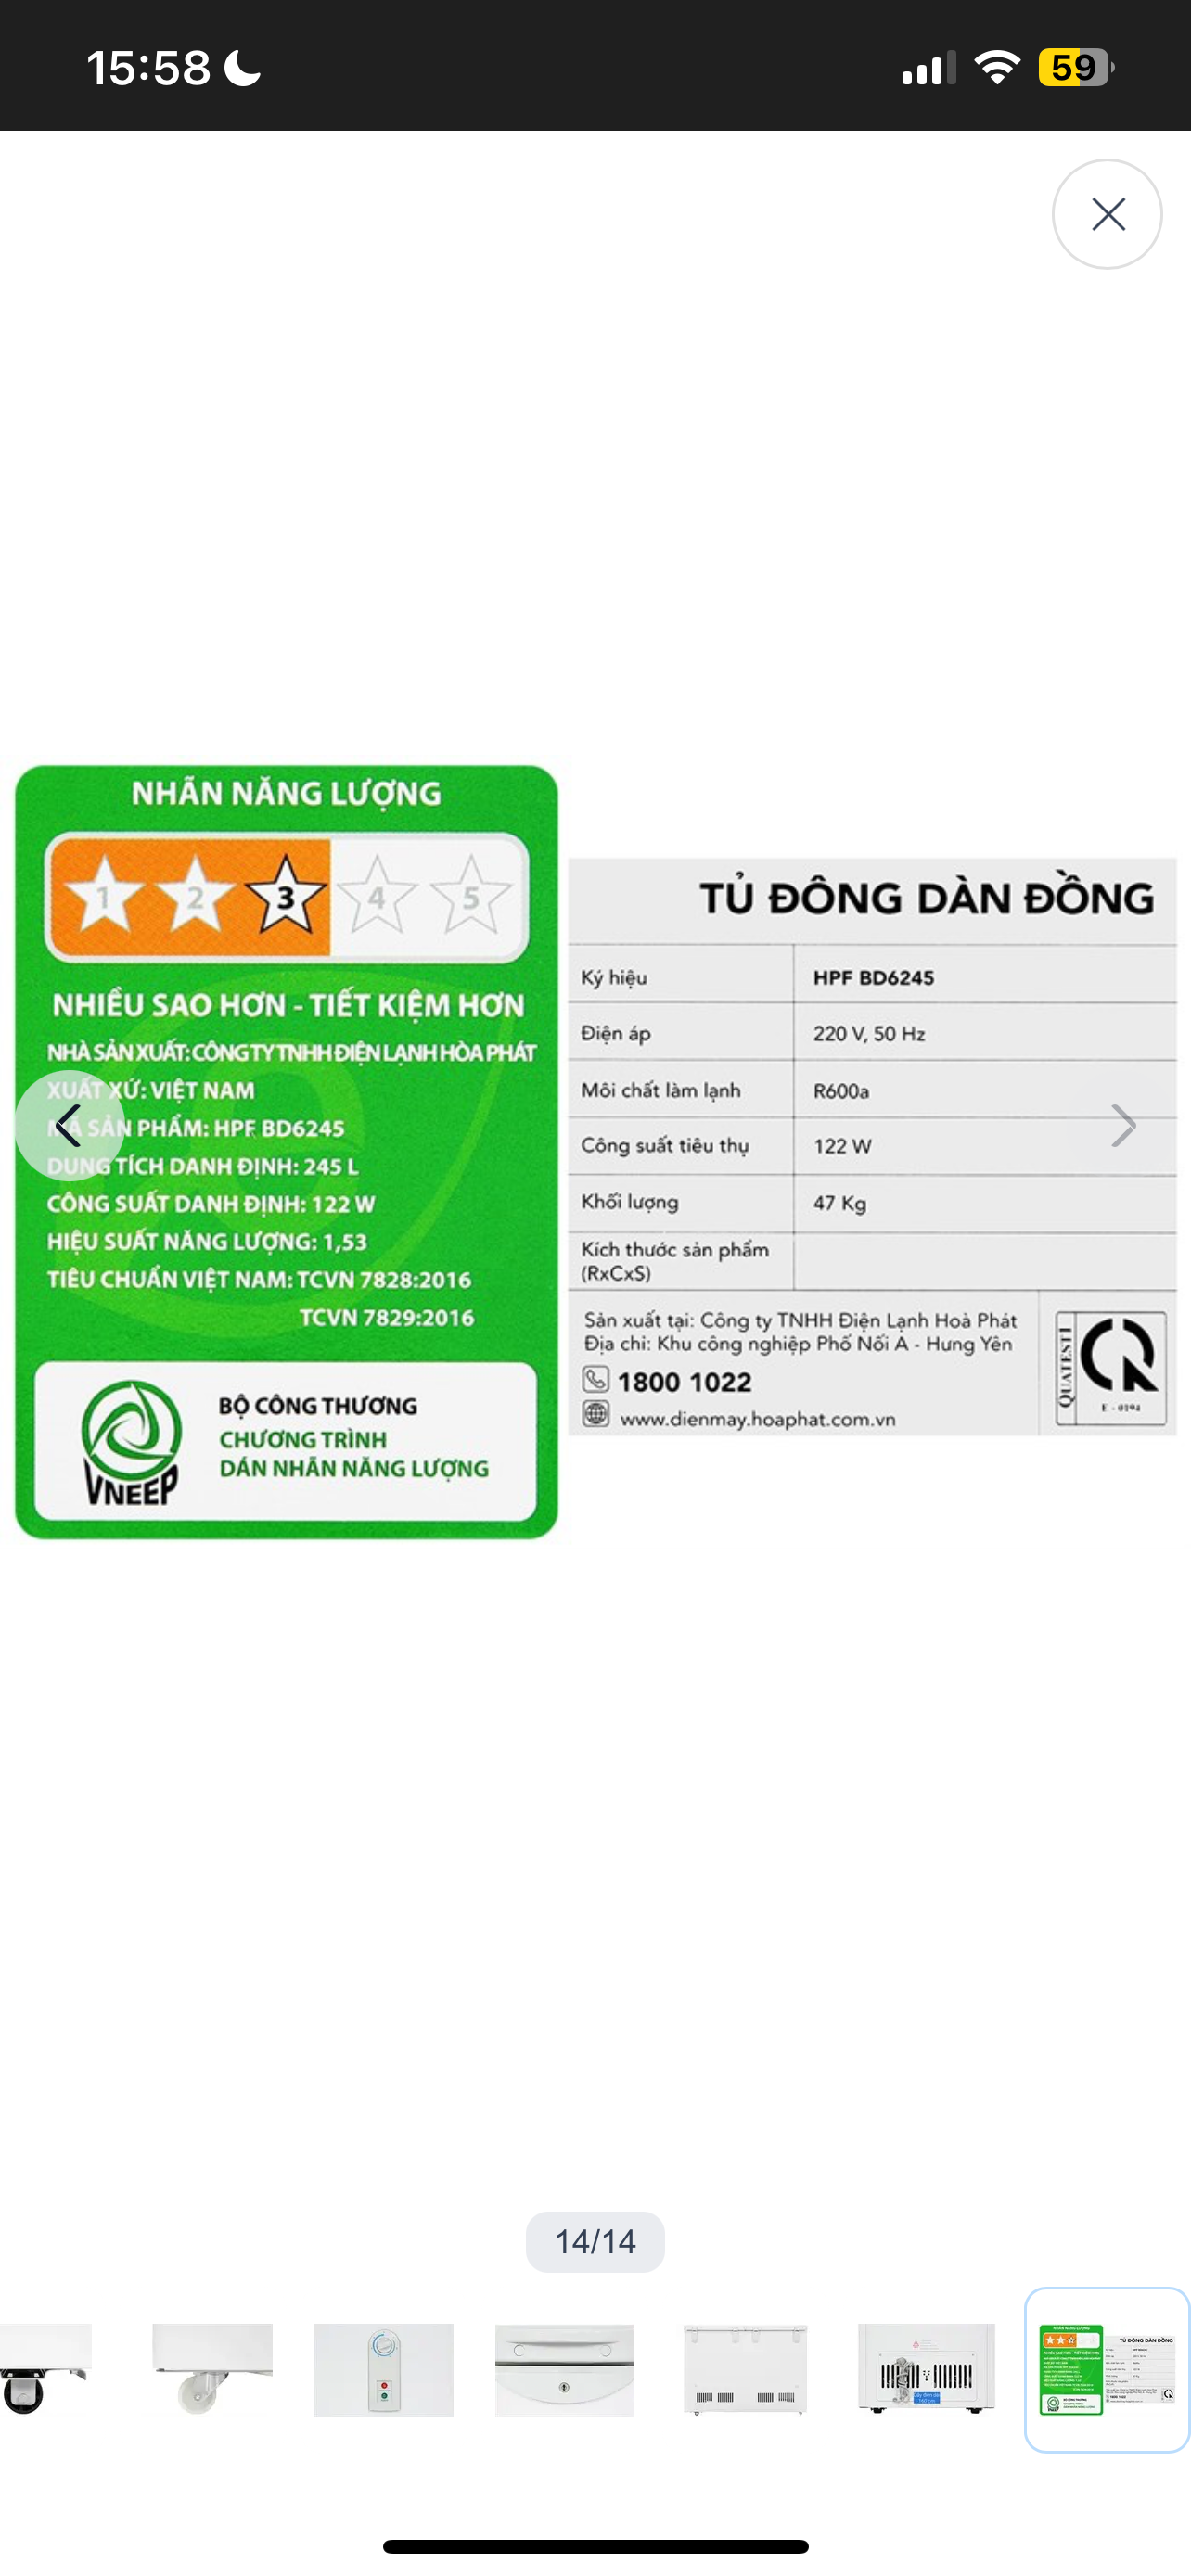 15:58
59
NHÃN NĂNG LƯỢNG
1 2 3 4 5
NHIỀU SAO HƠN - TIẾT KIỆM HƠN
NHÀ SẢN XUẤT: CÔNG TY TNHH ĐIỆN LẠNH HÒA PHÁT
XUẤT XỨ: VIỆT NAM
MÃ SẢN PHẨM: HPF BD6245
DUNG TÍCH DANH ĐỊNH: 245 L
CÔNG SUẤT DANH ĐỊNH: 122 W
HIỆU SUẤT NĂNG LƯỢNG: 1,53
TIÊU CHUẨN VIỆT NAM: TCVN 7828:2016
TCVN 7829:2016
VNEEP
BỘ CÔNG THƯƠNG
CHƯƠNG TRÌNH
DÁN NHÃN NĂNG LƯỢNG
TỦ ĐÔNG DÀN ĐỒNG
Ký hiệu HPF BD6245
Điện áp 220 V, 50 Hz
Môi chất làm lạnh R600a
Công suất tiêu thụ 122 W
Khối lượng 47 Kg
Kích thước sản phẩm
(RxCxS)
Sản xuất tại: Công ty TNHH Điện Lạnh Hoà Phát
Địa chỉ: Khu công nghiệp Phố Nối A - Hưng Yên
1800 1022
www.dienmay.hoaphat.com.vn
QUATEST1
E - 0194
14/14